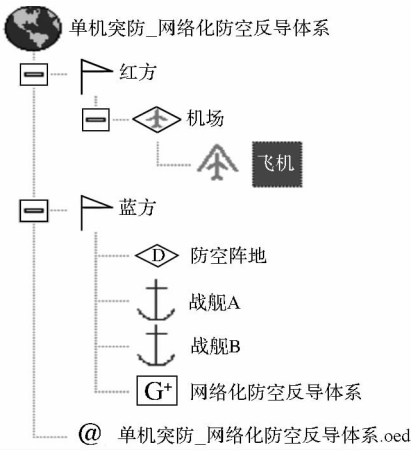 单机突防_网络化防空反导体系
红方
机场
飞机
蓝方
D 防空阵地
战舰A
战舰B
G+ 网络化防空反导体系
@ 单机突防_网络化防空反导体系.oed